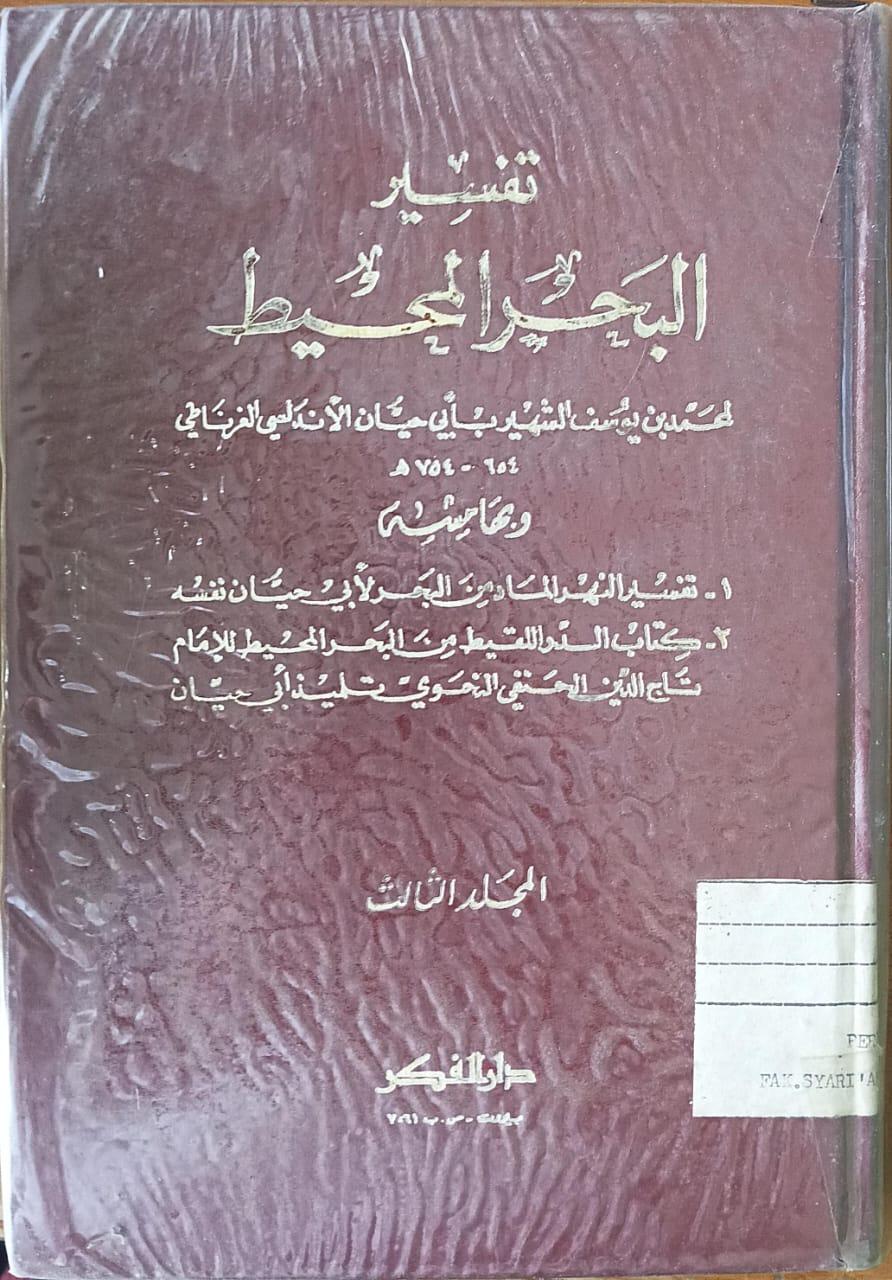 تفسير
البحر المحيط
لمحمد بن يوسف الشهير بأبي حيان الأندلسي الغرناطي
٦٥٤ - ٧٥٤ هـ
وبهامشه
١- تفسير النهر الماد من البحر لأبي حيان نفسه
٢- كتاب الدر اللقيط من البحر المحيط للإمام
تاج الدين الحنفي النحوي تلميذ أبي حيان
المجلد الثالث
دار الفكر
بيروت - ص.ب ٧٠٦١
FAK.SYARI'A